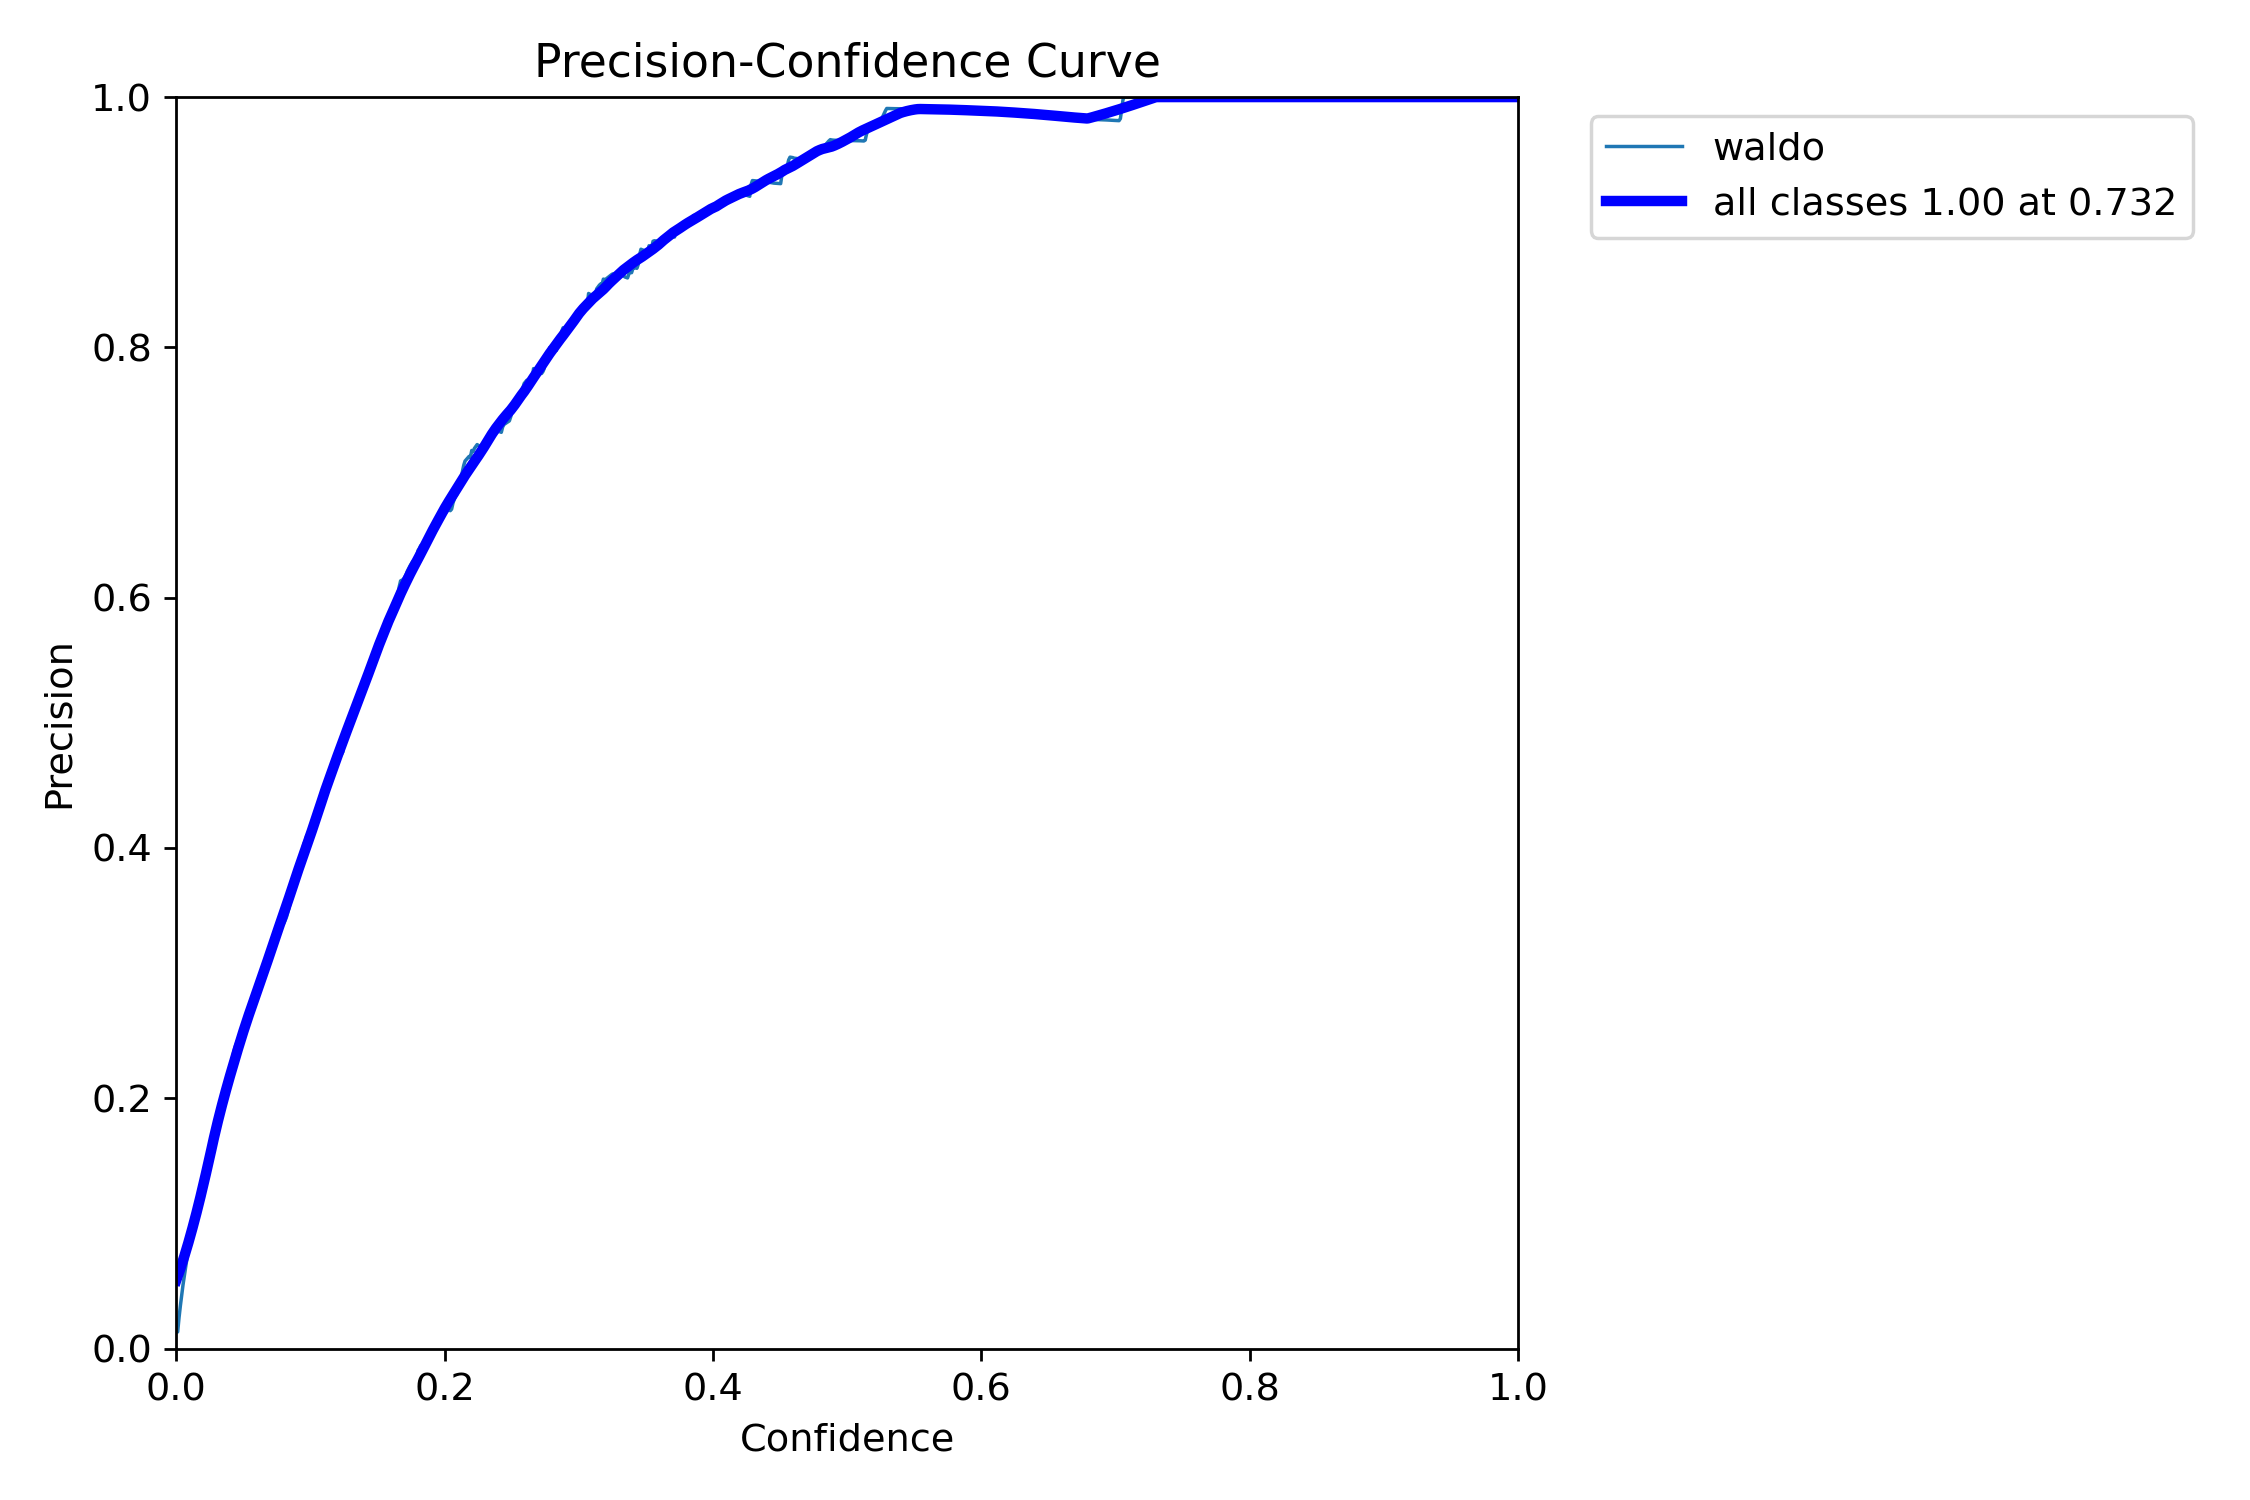 Precision-Confidence Curve
1.0
0.8
0.6
0.4
0.2
0.0
Precision
0.0 0.2 0.4 0.6 0.8 1.0
Confidence
waldo
all classes 1.00 at 0.732